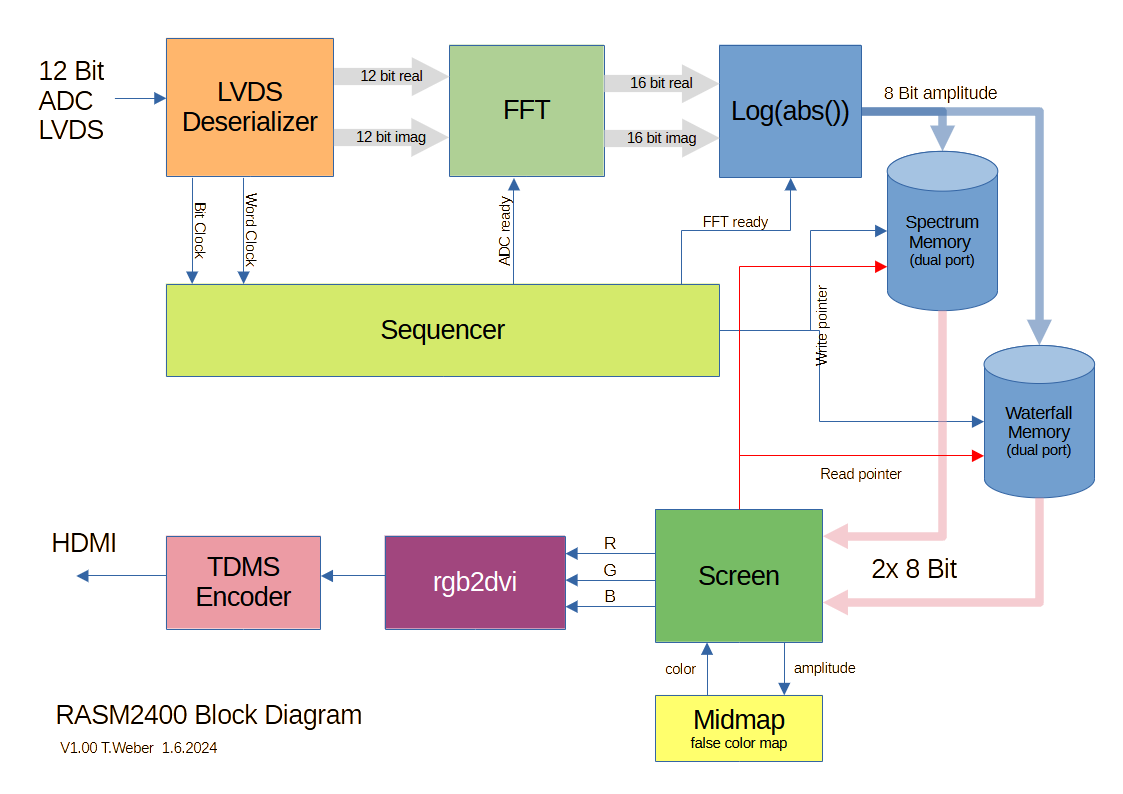 12 Bit
ADC
LVDS
LVDS
Deserializer
12 bit real
12 bit imag
FFT
16 bit real
16 bit imag
Log(abs())
8 Bit amplitude
Bit Clock
Word Clock
ADC ready
FFT ready
Spectrum
Memory
(dual port)
Sequencer
Write pointer
Waterfall
Memory
(dual port)
Read pointer
HDMI
TDMS
Encoder
rgb2dvi
R
G
B
Screen
2x 8 Bit
color
amplitude
Midmap
false color map
RASM2400 Block Diagram
V1.00 T.Weber 1.6.2024